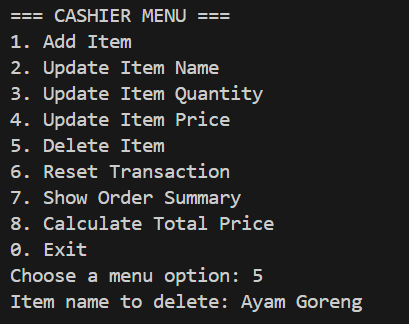 === CASHIER MENU ===
1. Add Item
2. Update Item Name
3. Update Item Quantity
4. Update Item Price
5. Delete Item
6. Reset Transaction
7. Show Order Summary
8. Calculate Total Price
0. Exit
Choose a menu option: 5
Item name to delete: Ayam Goreng